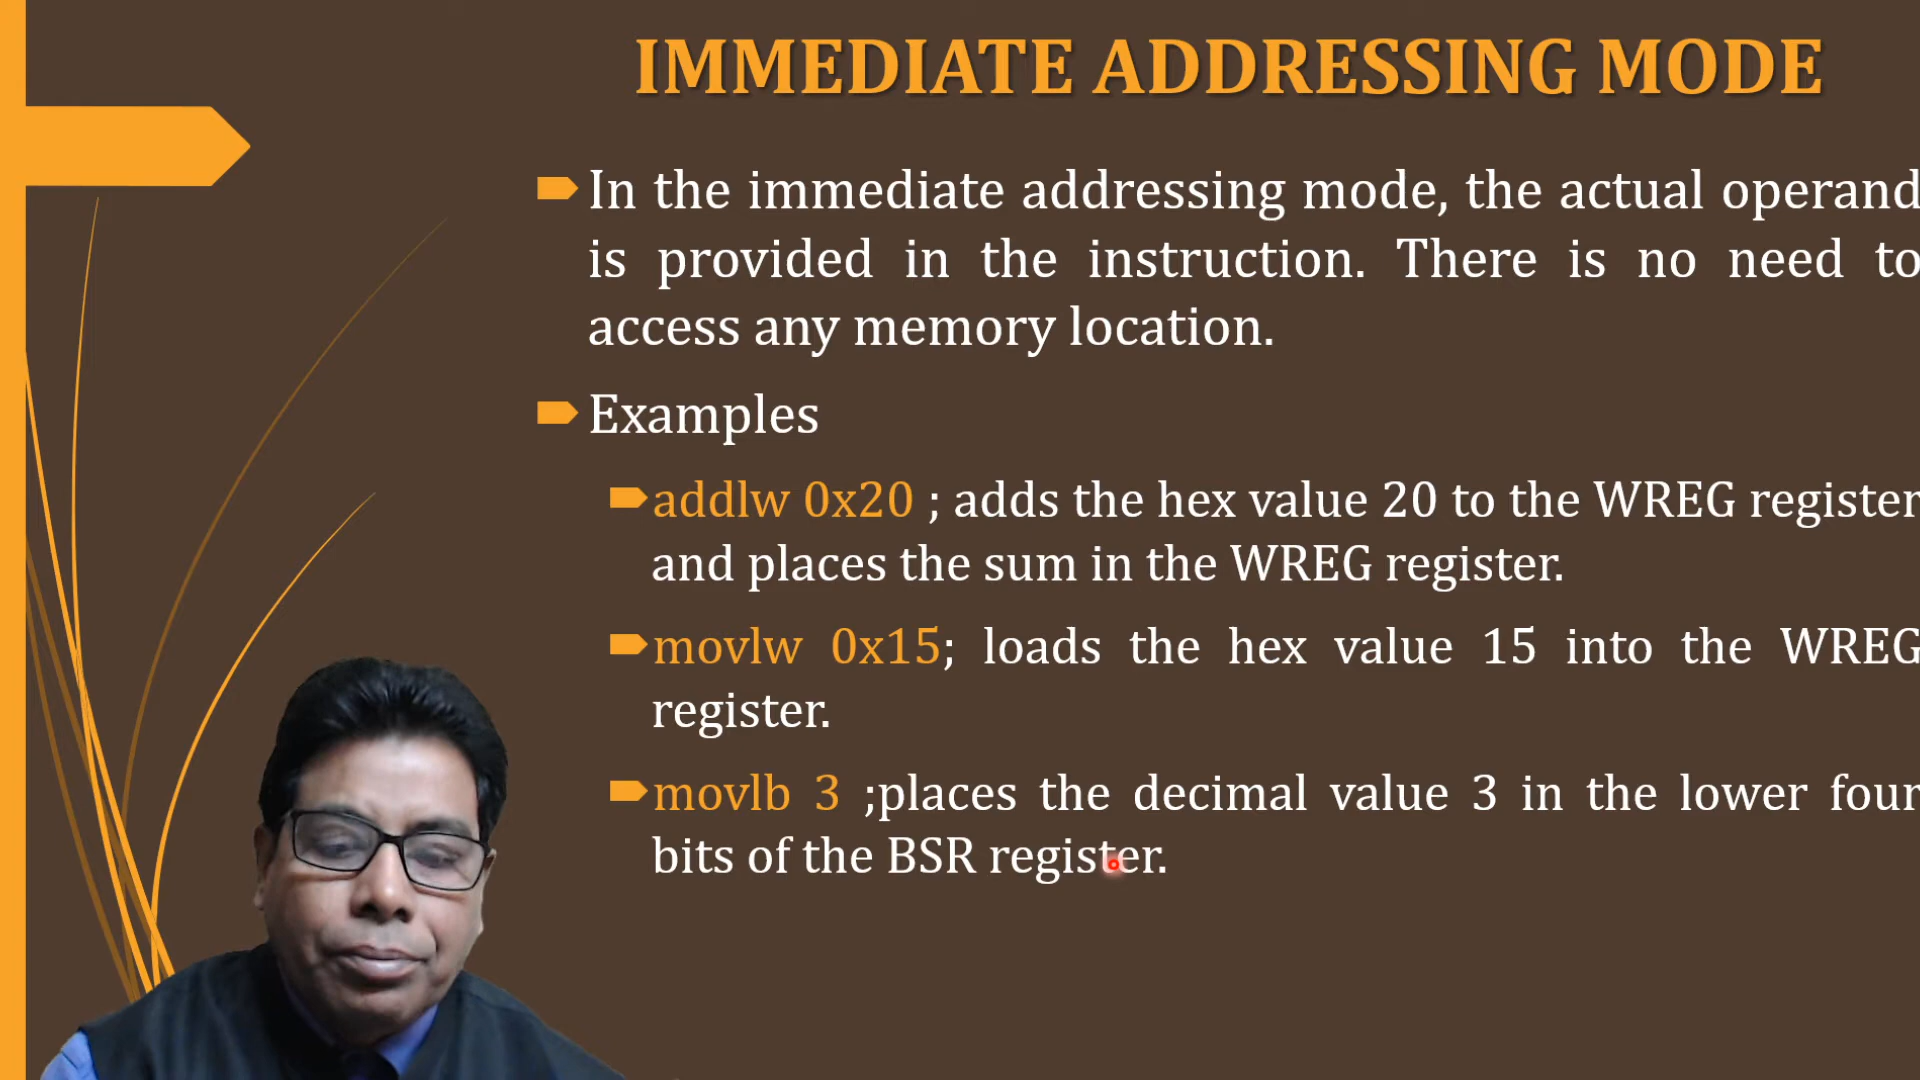 IMMEDIATE ADDRESSING MODE
In the immediate addressing mode, the actual operand
is provided in the instruction. There is no need to
access any memory location.
Examples
addlw 0x20 ; adds the hex value 20 to the WREG register
and places the sum in the WREG register.
movlw 0x15; loads the hex value 15 into the WREG
register.
movlb 3 ;places the decimal value 3 in the lower four
bits of the BSR register.